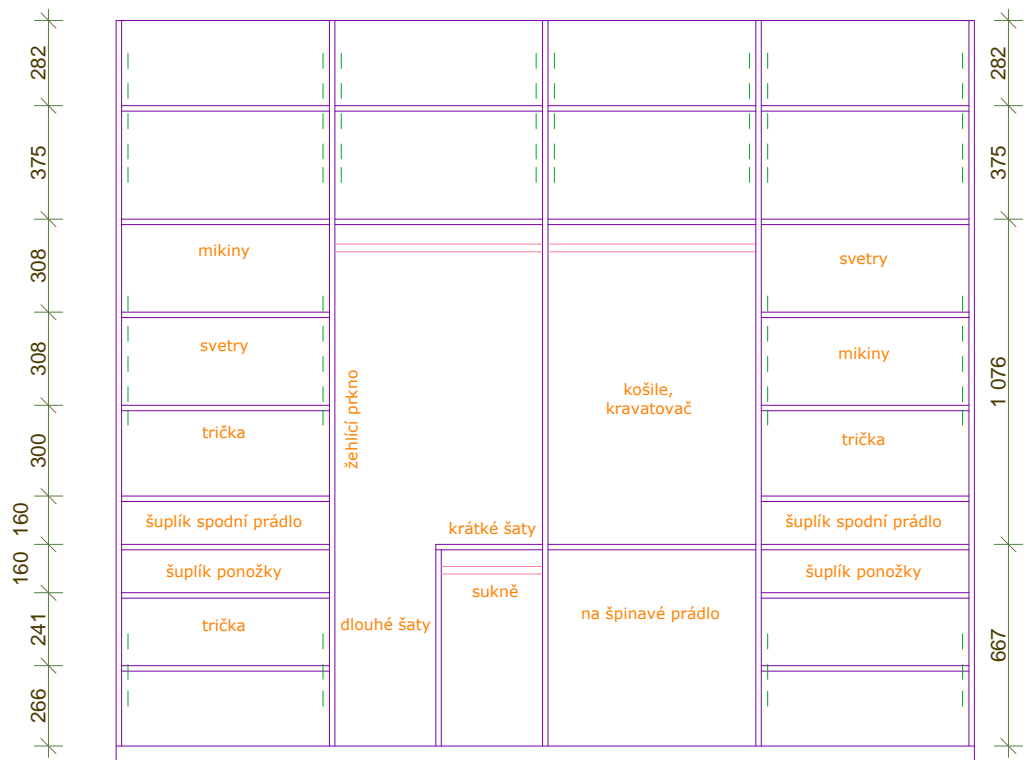 282
375
308
308
300
160
160
241
266
mikiny
svetry
trička
šuplík spodní prádlo
šuplík ponožky
trička
žehlící prkno
dlouhé šaty
krátké šaty
sukně
košile,
kravatovač
na špinavé prádlo
svetry
mikiny
trička
šuplík spodní prádlo
šuplík ponožky
282
375
1 076
667